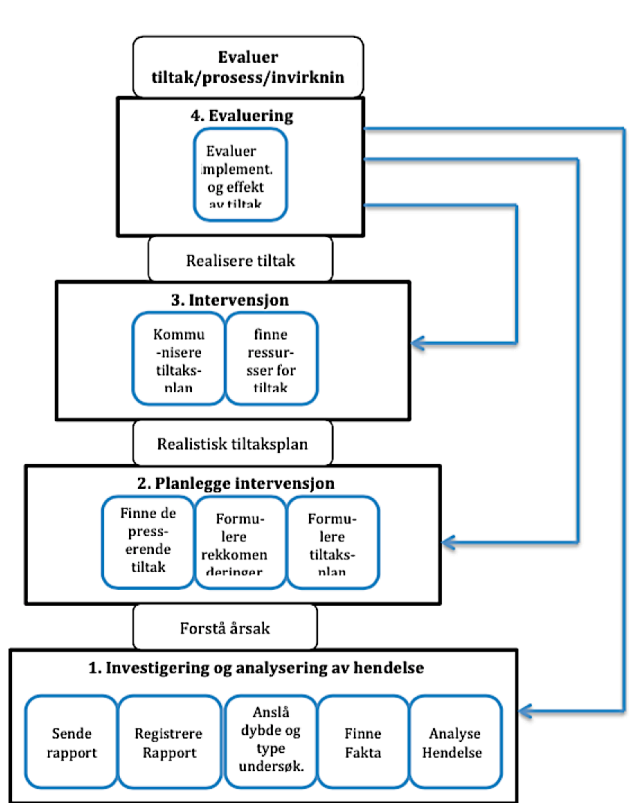 Evaluer
tiltak/prosess/invirknin
4. Evaluering
Evaluer
implement.
og effekt
av tiltak
Realisere tiltak
3. Intervensjon
Kommu
-nisere
tiltaks-
plan
finne
ressur-
sser for
tiltak
Realistisk tiltaksplan
2. Planlegge intervensjon
Finne de
press-
erende
tiltak
Formu-
lere
rekkomen
deringer
Formu-
lere
tiltaks-
plan
Forstå årsak
1. Investigering og analysering av hendelse
Sende
rapport
Registrere
Rapport
Anslå
dybde og
type
undersøk.
Finne
Fakta
Analyse
Hendelse